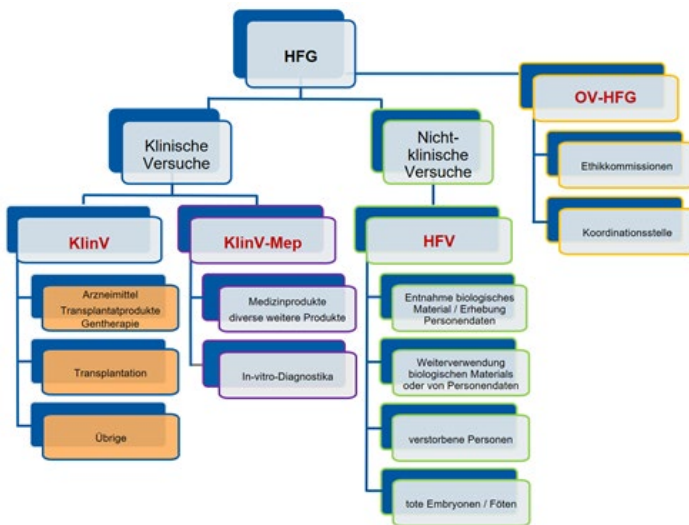 HFG
OV-HFG
Ethikkommissionen
Koordinationsstelle
Klinische
Versuche
Nicht-
klinische
Versuche
KlinV
KlinV-Mep
HFV
Arzneimittel
Transplantatprodukte
Gentherapie
Transplantation
Übrige
Medizinprodukte
diverse weitere Produkte
In-vitro-Diagnostika
Entnahme biologisches
Material / Erhebung
Personendaten
Weiterverwendung
biologischen Materials
oder von Personendaten
verstorbene Personen
tote Embryonen / Föten